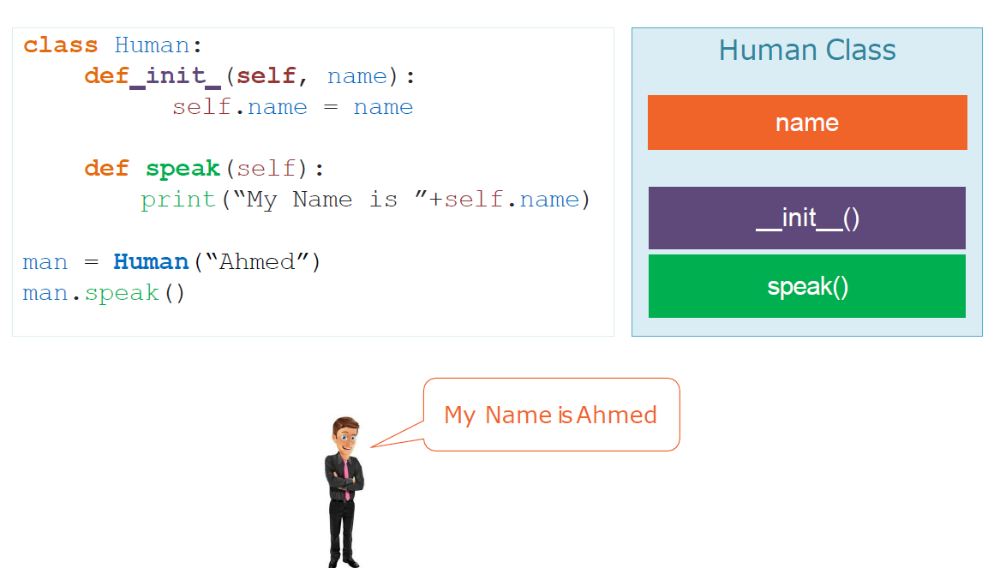 class Human:
def_init_(self, name):
self.name = name
def speak(self):
print(“My Name is ”+self.name)
man = Human(“Ahmed”)
man.speak()
Human Class
name
__init__()
speak()
My Name is Ahmed